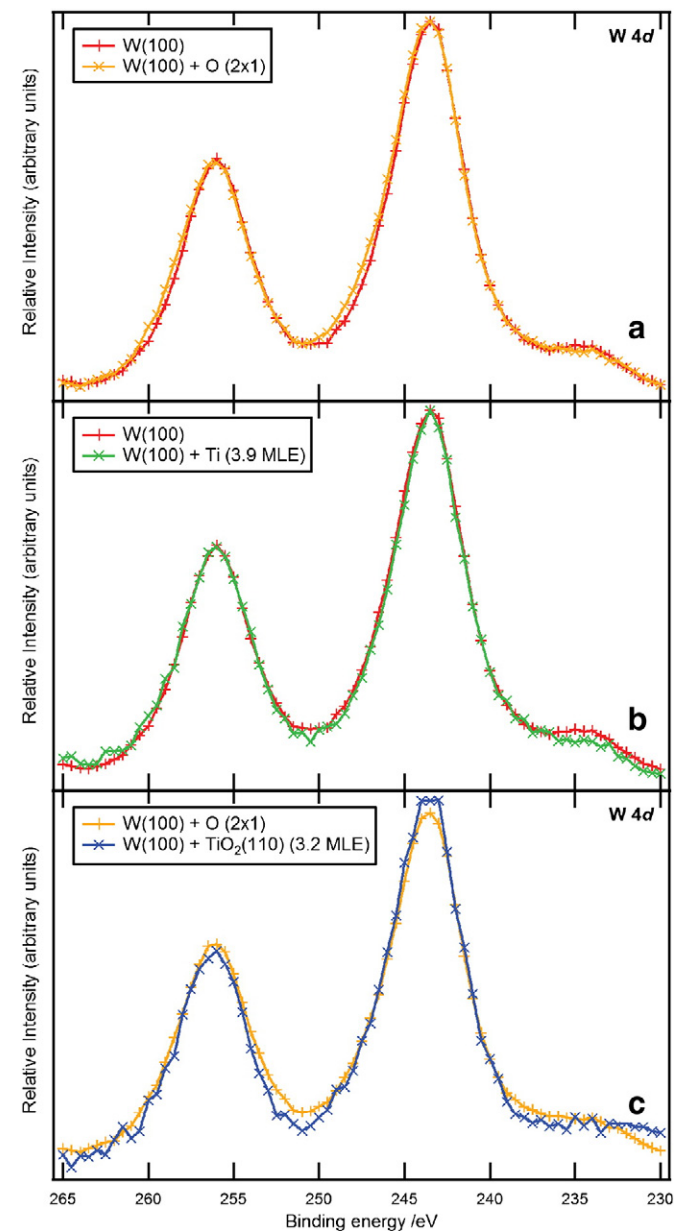 W 4d
W(100)
W(100) + O (2x1)
Relative Intensity (arbitrary units)
a
W(100)
W(100) + Ti (3.9 MLE)
Relative Intensity (arbitrary units)
b
W 4d
W(100) + O (2x1)
W(100) + TiO₂(110) (3.2 MLE)
Relative Intensity (arbitrary units)
c
265 260 255 250 245 240 235 230
Binding energy /eV